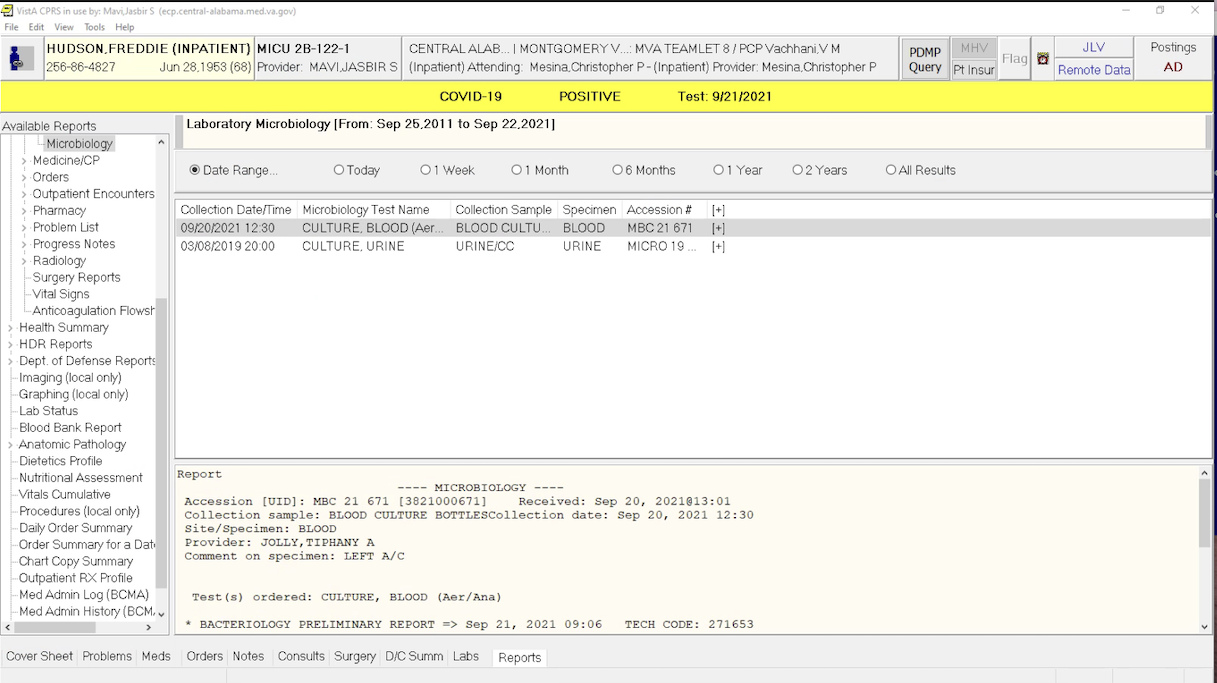 VistA CPRS in use by: Mavi,Jasbir S (ecp.central-alabama.med.va.gov)
File Edit View Tools Help
HUDSON,FREDDIE (INPATIENT)
256-86-4827 Jun 28,1953 (68)
MICU 2B-122-1
Provider: MAVI,JASBIR S
CENTRAL ALAB... | MONTGOMERY V...: MVA TEAMLET 8 / PCP Vachhani,V M
(Inpatient) Attending: Mesina,Christopher P - (Inpatient) Provider: Mesina,Christopher P
PDMP
Query
MHV
Pt Insur
Flag
JLV
Remote Data
Postings
AD
COVID-19 POSITIVE Test: 9/21/2021
Available Reports
Microbiology
Medicine/CP
Orders
Outpatient Encounters
Pharmacy
Problem List
Progress Notes
Radiology
Surgery Reports
Vital Signs
Anticoagulation Flowsh
Health Summary
HDR Reports
Dept. of Defense Reports
Imaging (local only)
Graphing (local only)
Lab Status
Blood Bank Report
Anatomic Pathology
Dietetics Profile
Nutritional Assessment
Vitals Cumulative
Procedures (local only)
Daily Order Summary
Order Summary for a Date
Chart Copy Summary
Outpatient RX Profile
Med Admin Log (BCMA)
Med Admin History (BCMA
Laboratory Microbiology [From: Sep 25,2011 to Sep 22,2021]
Date Range... Today 1 Week 1 Month 6 Months 1 Year 2 Years All Results
Collection Date/Time Microbiology Test Name Collection Sample Specimen Accession # [+]
09/20/2021 12:30 CULTURE, BLOOD (Aer... BLOOD CULTU... BLOOD MBC 21 671 [+]
03/08/2019 20:00 CULTURE, URINE URINE/CC URINE MICRO 19 ... [+]
Report
---- MICROBIOLOGY ----
Accession [UID]: MBC 21 671 [3821000671] Received: Sep 20, 2021@13:01
Collection sample: BLOOD CULTURE BOTTLESCollection date: Sep 20, 2021 12:30
Site/Specimen: BLOOD
Provider: JOLLY,TIPHANY A
Comment on specimen: LEFT A/C
Test(s) ordered: CULTURE, BLOOD (Aer/Ana)
* BACTERIOLOGY PRELIMINARY REPORT => Sep 21, 2021 09:06 TECH CODE: 271653
Cover Sheet Problems Meds Orders Notes Consults Surgery D/C Summ Labs Reports